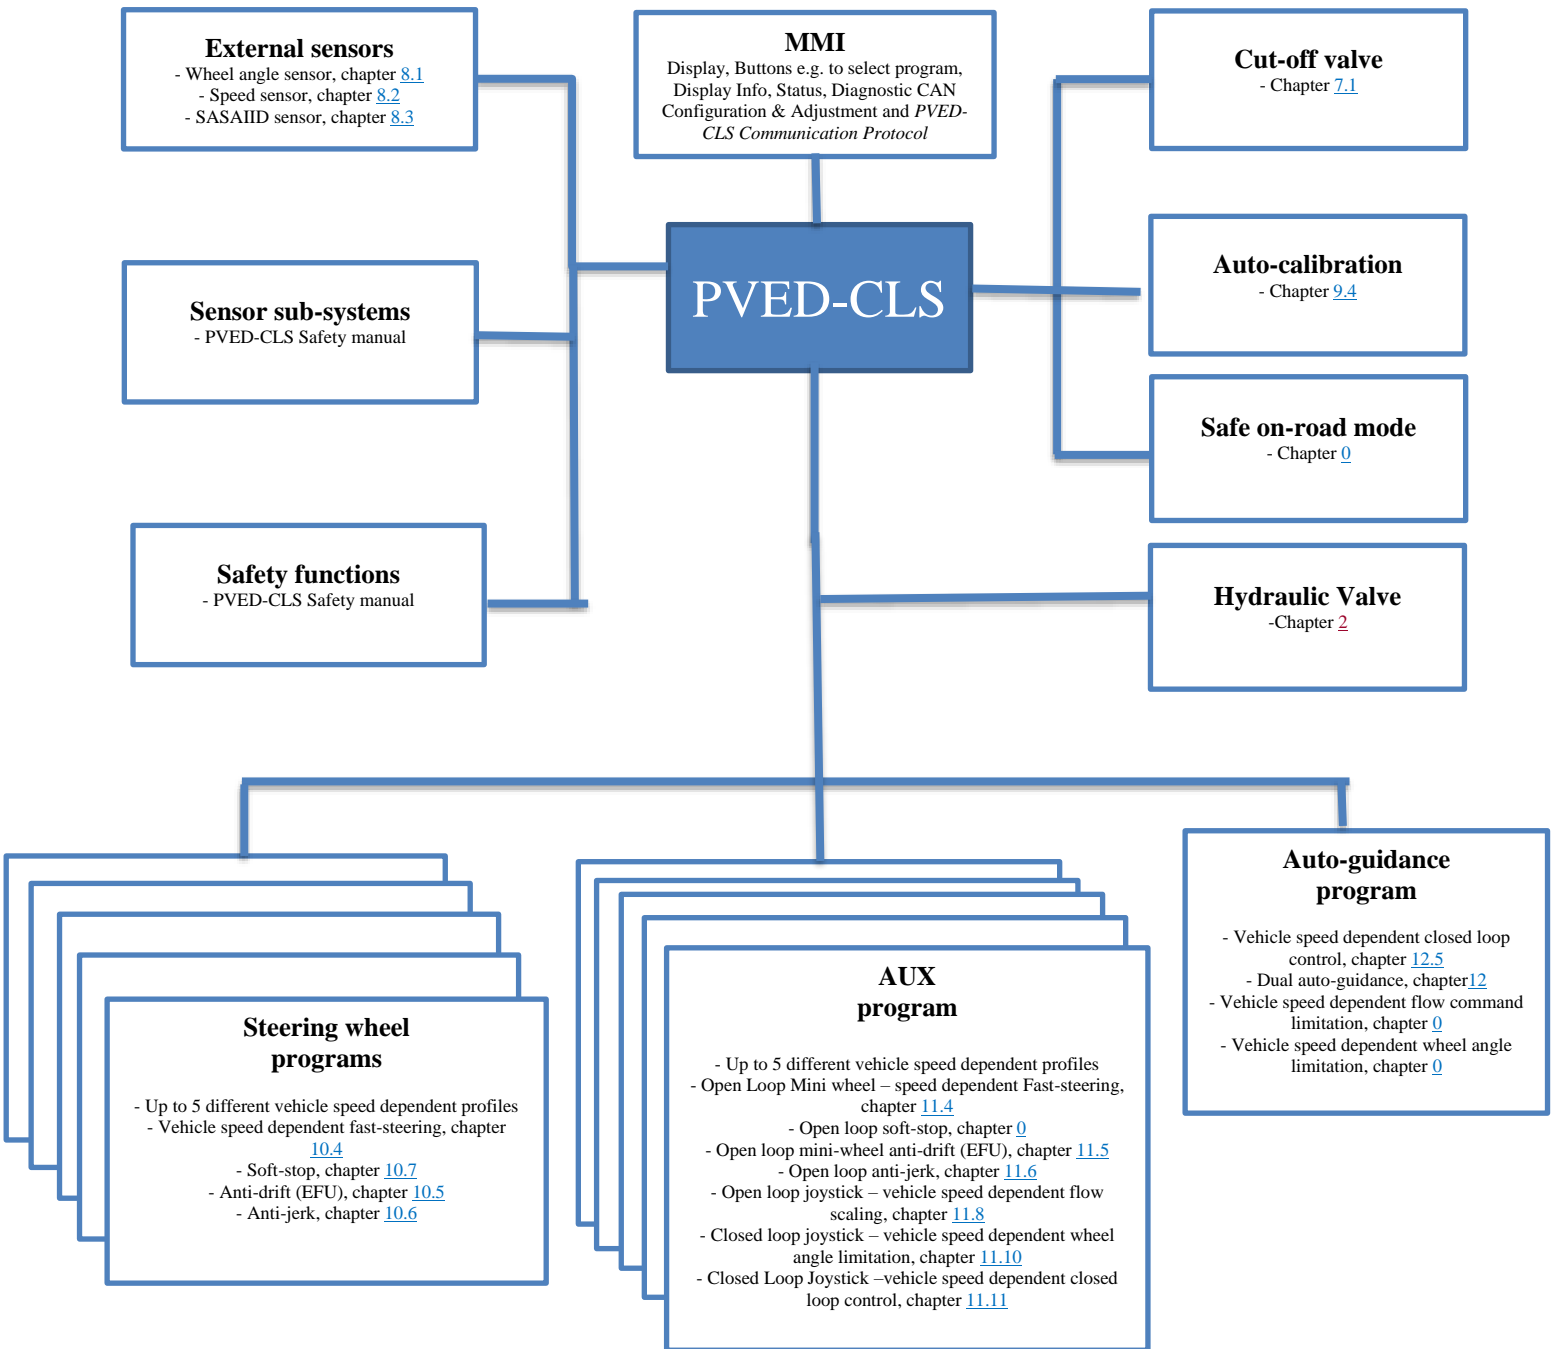 External sensors
- Wheel angle sensor, chapter 8.1
- Speed sensor, chapter 8.2
- SASAIID sensor, chapter 8.3
MMI
Display, Buttons e.g. to select program,
Display Info, Status, Diagnostic CAN
Configuration & Adjustment and PVED-
CLS Communication Protocol
Cut-off valve
- Chapter 7.1
Sensor sub-systems
- PVED-CLS Safety manual
PVED-CLS
Auto-calibration
- Chapter 9.4
Safe on-road mode
- Chapter 0
Safety functions
- PVED-CLS Safety manual
Hydraulic Valve
-Chapter 2
Steering wheel
programs
- Up to 5 different vehicle speed dependent profiles
- Vehicle speed dependent fast-steering, chapter
10.4
- Soft-stop, chapter 10.7
- Anti-drift (EFU), chapter 10.5
- Anti-jerk, chapter 10.6
AUX
program
- Up to 5 different vehicle speed dependent profiles
- Open Loop Mini wheel – speed dependent Fast-steering,
chapter 11.4
- Open loop soft-stop, chapter 0
- Open loop mini-wheel anti-drift (EFU), chapter 11.5
- Open loop anti-jerk, chapter 11.6
- Open loop joystick – vehicle speed dependent flow
scaling, chapter 11.8
- Closed loop joystick – vehicle speed dependent wheel
angle limitation, chapter 11.10
- Closed Loop Joystick –vehicle speed dependent closed
loop control, chapter 11.11
Auto-guidance
program
- Vehicle speed dependent closed loop
control, chapter 12.5
- Dual auto-guidance, chapter12
- Vehicle speed dependent flow command
limitation, chapter 0
- Vehicle speed dependent wheel angle
limitation, chapter 0